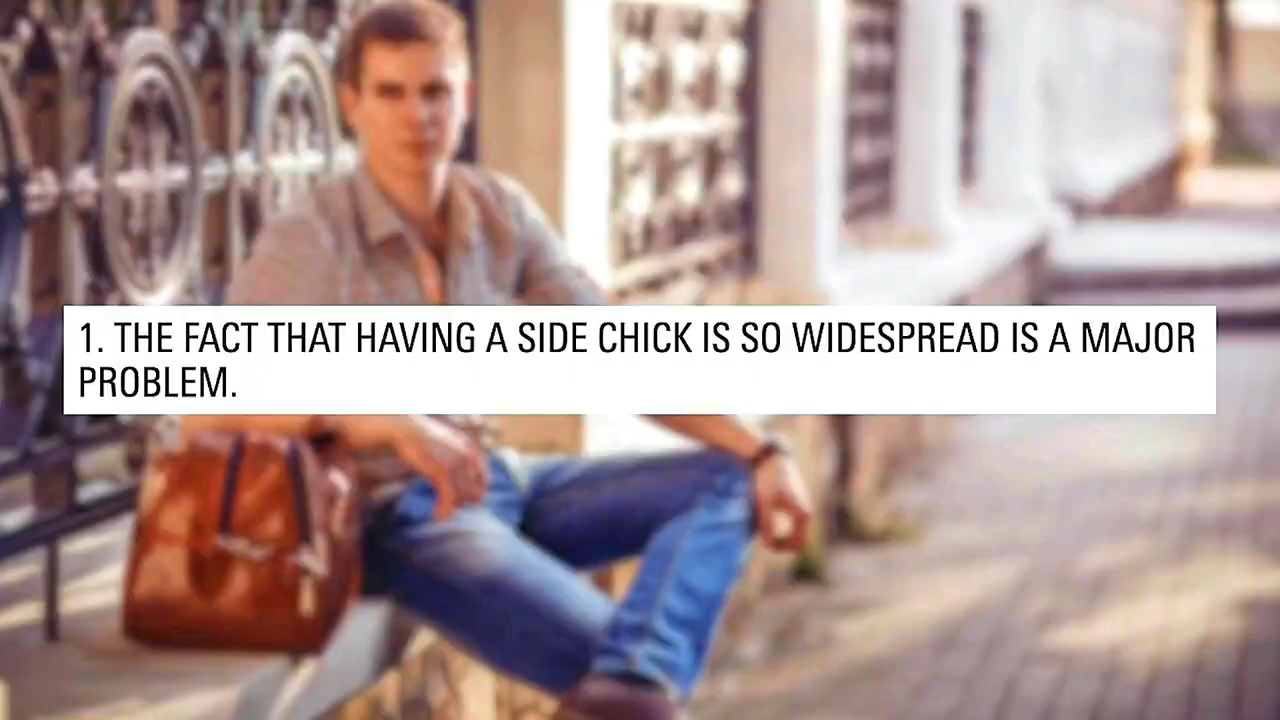 1. THE FACT THAT HAVING A SIDE CHICK IS SO WIDESPREAD IS A MAJOR
PROBLEM.